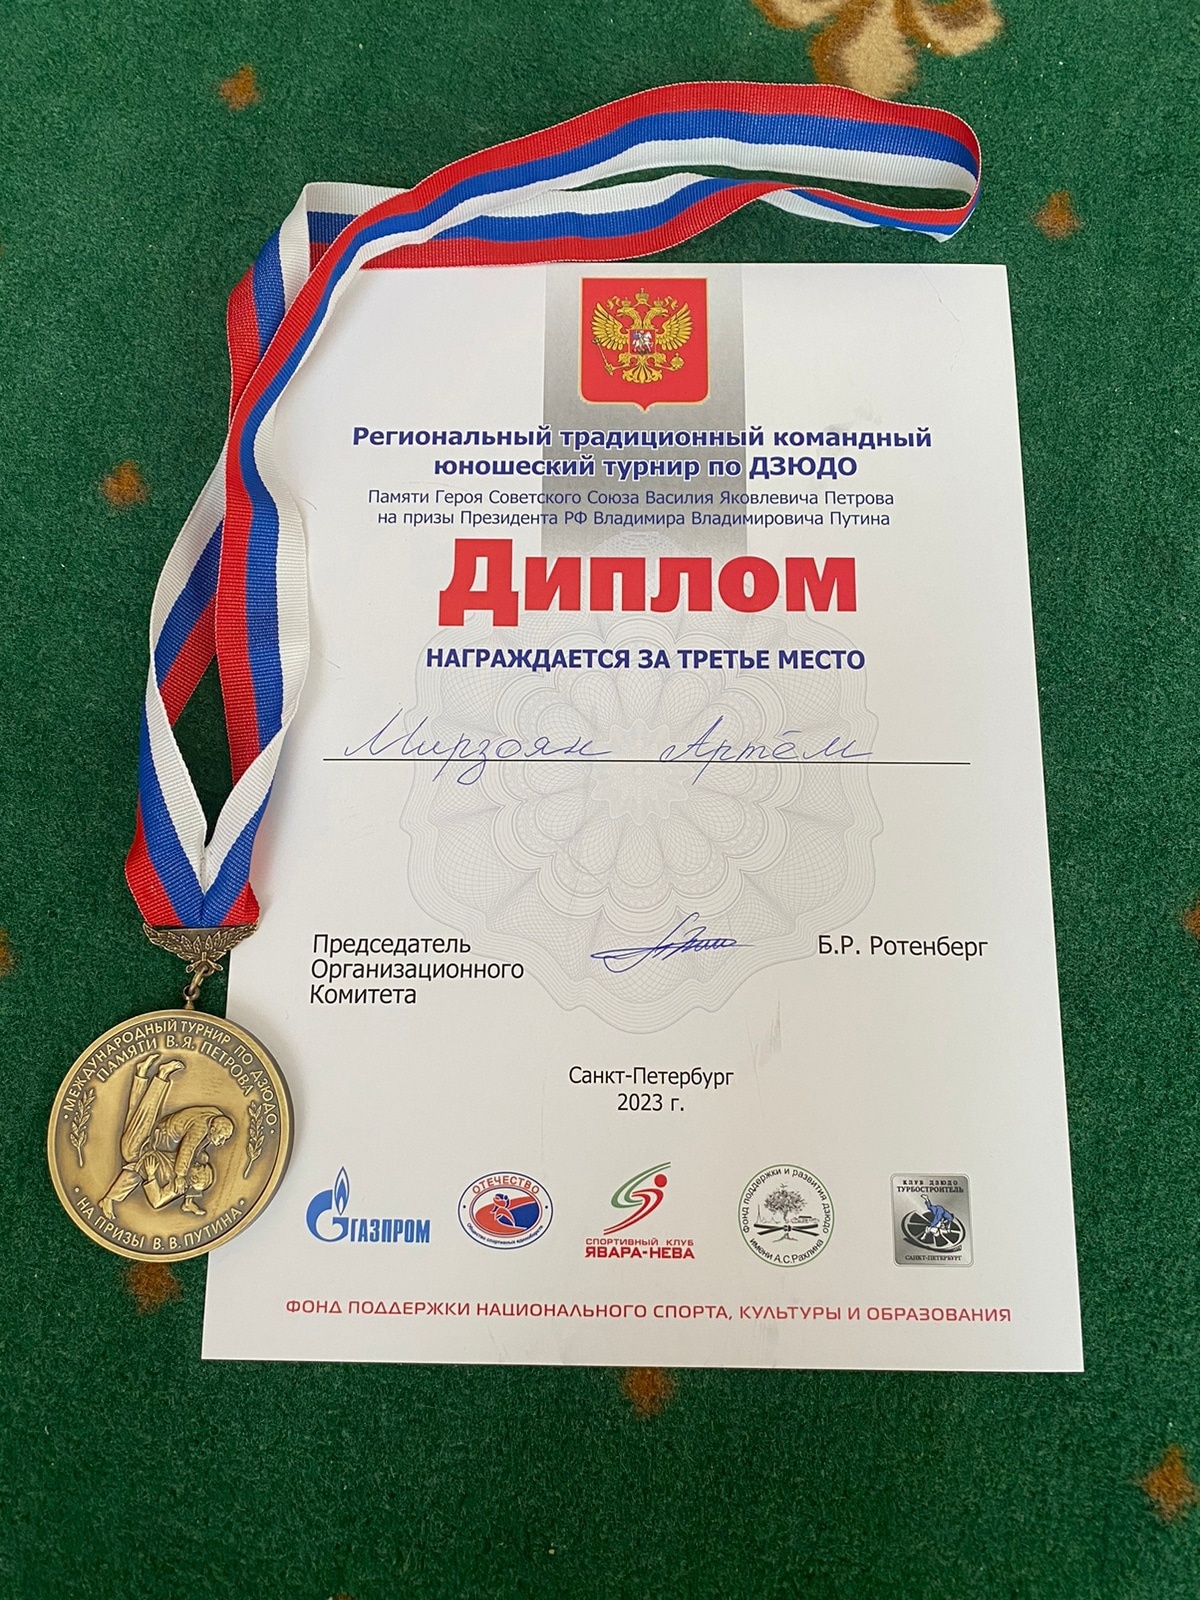 Региональный традиционный командный
юношеский турнир по ДЗЮДО
Памяти Героя Советского Союза Василия Яковлевича Петрова
на призы Президента РФ Владимира Владимировича Путина
Диплом
НАГРАЖДАЕТСЯ ЗА ТРЕТЬЕ МЕСТО
Мирзоян Артём
Председатель
Организационного
Комитета
Б.Р. Ротенберг
Санкт-Петербург
2023 г.
МЕЖДУНАРОДНЫЙ ТУРНИР ПО ДЗЮДО
ПАМЯТИ В.Я. ПЕТРОВА
НА ПРИЗЫ В.В. ПУТИНА
ГАЗПРОМ
ОТЕЧЕСТВО
СПОРТИВНЫЙ КЛУБ
ЯВАРА-НЕВА
Фонд поддержки и развития дзюдо
имени А.С.Рахлина
КЛУБ ДЗЮДО
ТУРБОСТРОИТЕЛЬ
САНКТ-ПЕТЕРБУРГ
ФОНД ПОДДЕРЖКИ НАЦИОНАЛЬНОГО СПОРТА, КУЛЬТУРЫ И ОБРАЗОВАНИЯ